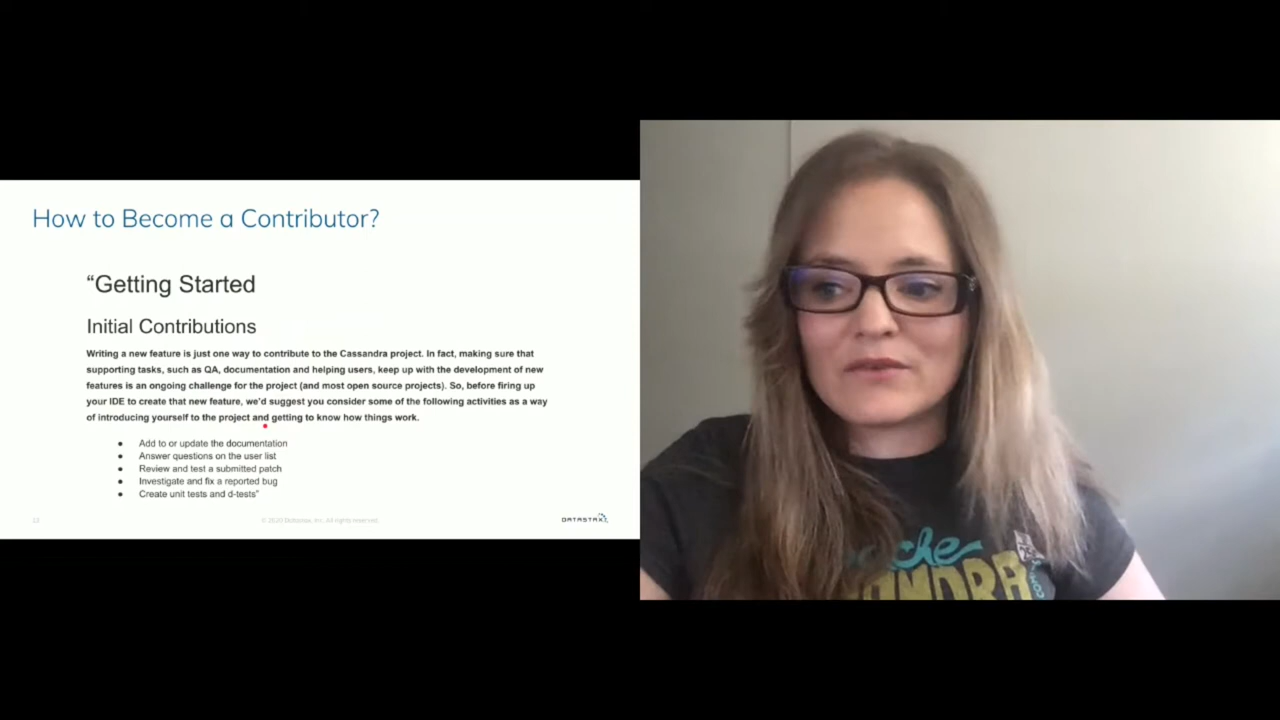 How to Become a Contributor?
“Getting Started
Initial Contributions
Writing a new feature is just one way to contribute to the Cassandra project. In fact, making sure that
supporting tasks, such as QA, documentation and helping users, keep up with the development of new
features is an ongoing challenge for the project (and most open source projects). So, before firing up
your IDE to create that new feature, we’d suggest you consider some of the following activities as a way
of introducing yourself to the project and getting to know how things work.
● Add to or update the documentation
● Answer questions on the user list
● Review and test a submitted patch
● Investigate and fix a reported bug
● Create unit tests and d-tests”
© 2020 Datastax, Inc. All rights reserved.
DATASTAX